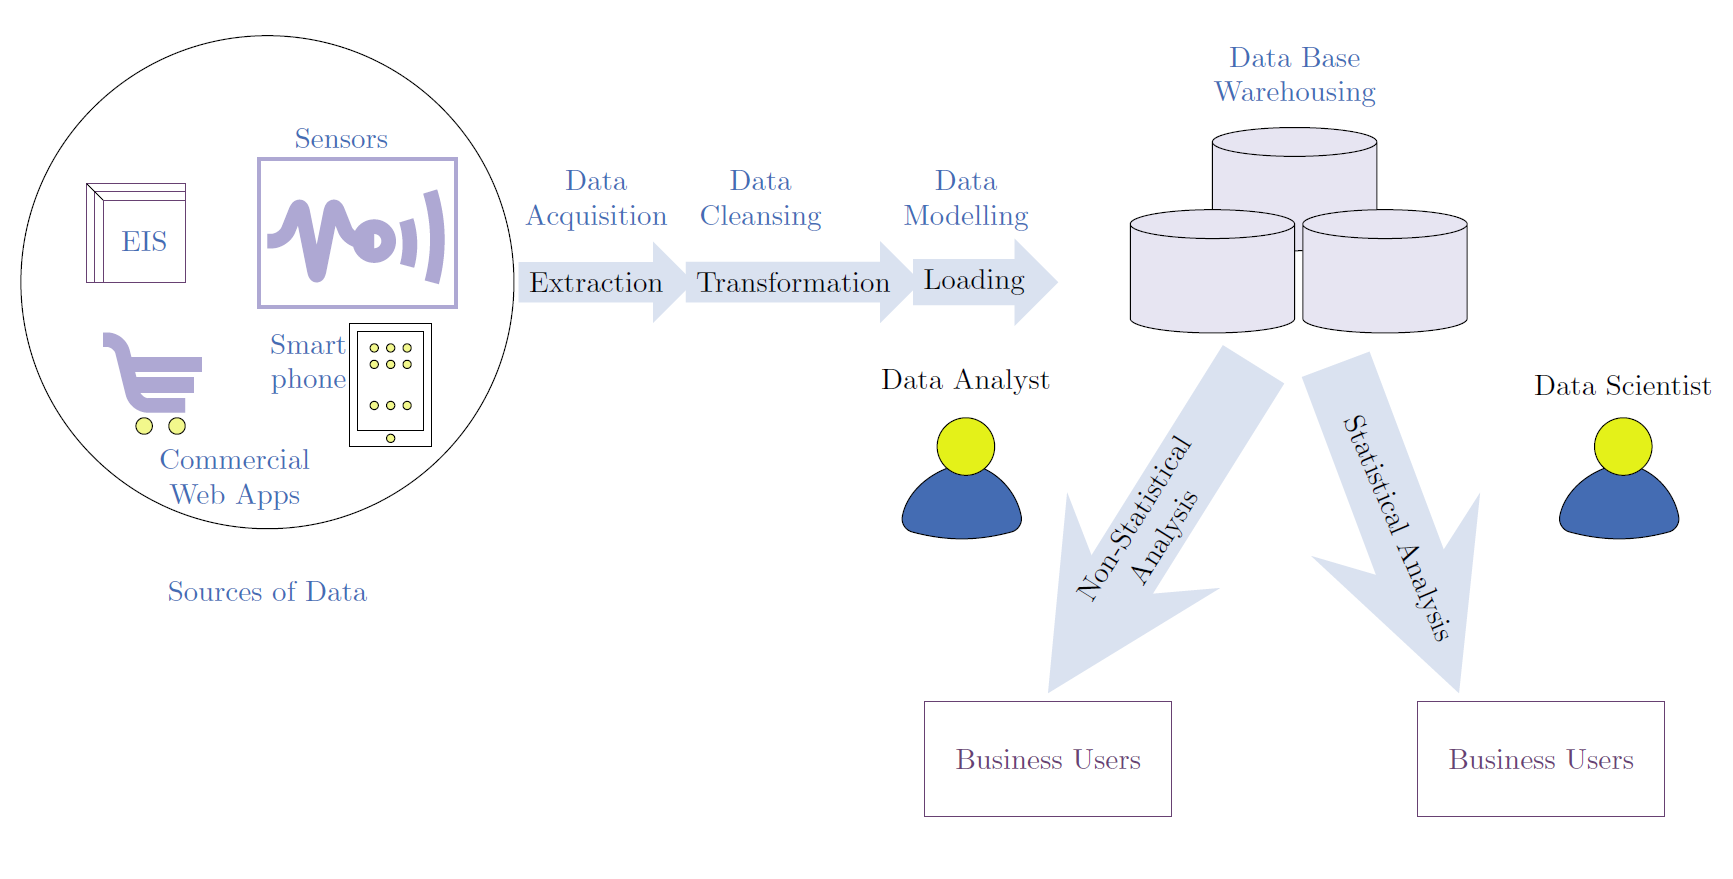 Sensors
EIS
Smart
phone
Commercial
Web Apps
Sources of Data
Data
Acquisition
Extraction
Data
Cleansing
Transformation
Data
Modelling
Loading
Data Base
Warehousing
Data Analyst
Non-Statistical
Analysis
Statistical Analysis
Data Scientist
Business Users
Business Users